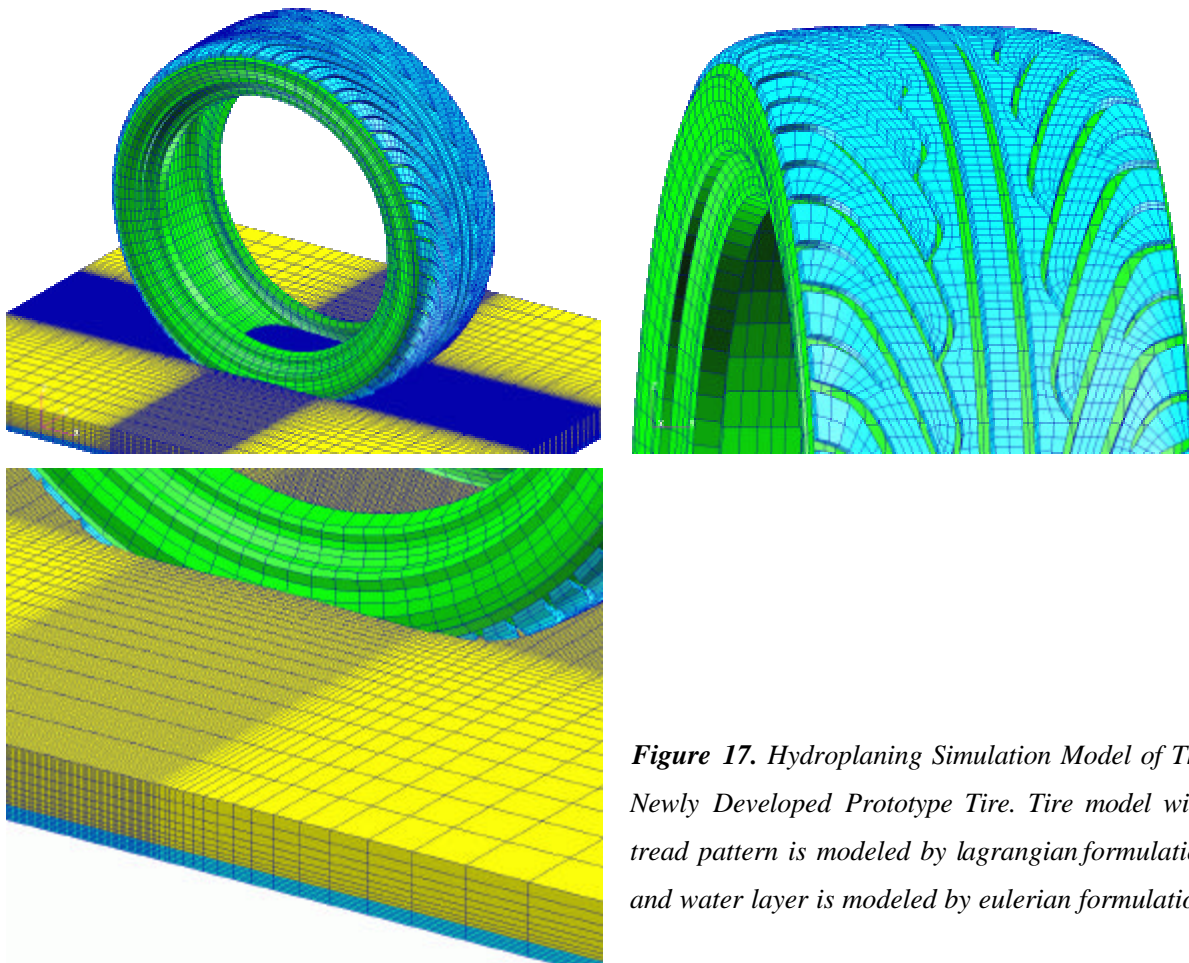 Figure 17. Hydroplaning Simulation Model of Th
Newly Developed Prototype Tire. Tire model wi
tread pattern is modeled by lagrangian formulatio
and water layer is modeled by eulerian formulatio